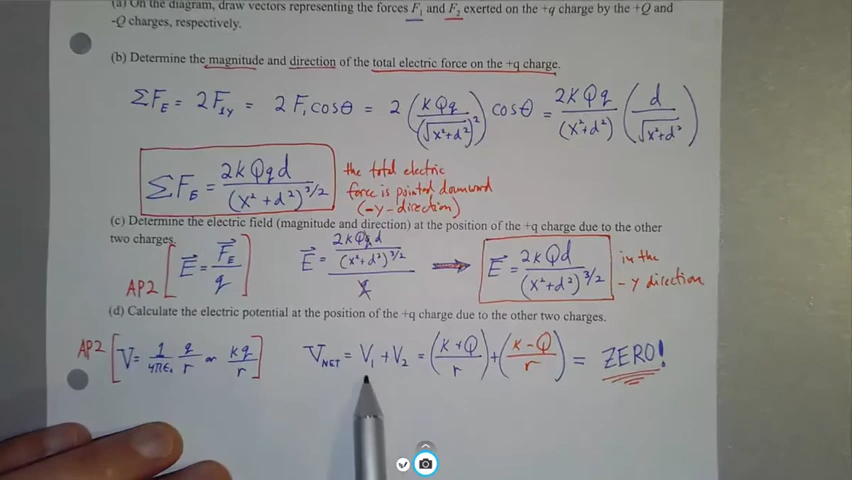 (a) On the diagram, draw vectors representing the forces F₁ and F₂ exerted on the +q charge by the +Q and
-Q charges, respectively.
(b) Determine the magnitude and direction of the total electric force on the +q charge.
ΣF_E = 2F₁y = 2F₁cosθ = 2 (kQq / (√x²+d²)²) cosθ = 2kQq / (x²+d²) (d / √x²+d²)
ΣF_E = 2kQqd / (x²+d²)^3/2
the total electric
force is pointed downward
(-y-direction)
(c) Determine the electric field (magnitude and direction) at the position of the +q charge due to the other
two charges.
AP2 [E⃗ = F⃗_E / q]
E⃗ = (2kQqd / (x²+d²)^3/2) / q → E⃗ = 2kQd / (x²+d²)^3/2
in the
-y direction
(d) Calculate the electric potential at the position of the +q charge due to the other two charges.
AP2 [V = 1/4πε₀ q/r or kq/r]
V_NET = V₁ + V₂ = (k+Q / r) + (k-Q / r) = ZERO!